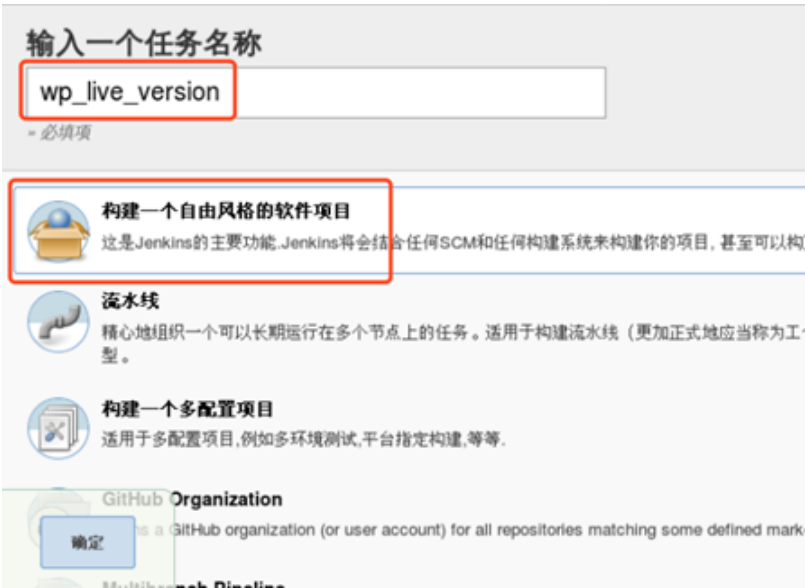 输入一个任务名称
wp_live_version
» 必填项
构建一个自由风格的软件项目
这是Jenkins的主要功能.Jenkins将会结合任何SCM和任何构建系统来构建你的项目, 甚至可以构
流水线
精心地组织一个可以长期运行在多个节点上的任务。适用于构建流水线（更加正式地应当称为工
型。
构建一个多配置项目
适用于多配置项目,例如多环境测试,平台指定构建,等等.
GitHub Organization
a GitHub organization (or user account) for all repositories matching some defined mark
确定
Multibranch Pipeline